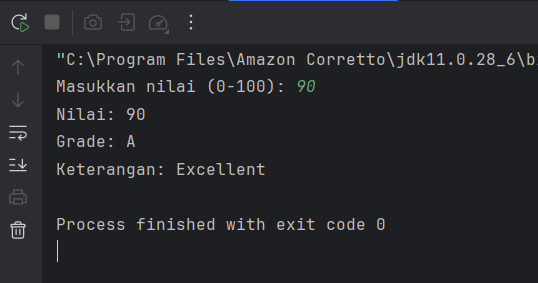 "C:\Program Files\Amazon Corretto\jdk11.0.28_6\b
Masukkan nilai (0-100): 90
Nilai: 90
Grade: A
Keterangan: Excellent
Process finished with exit code 0